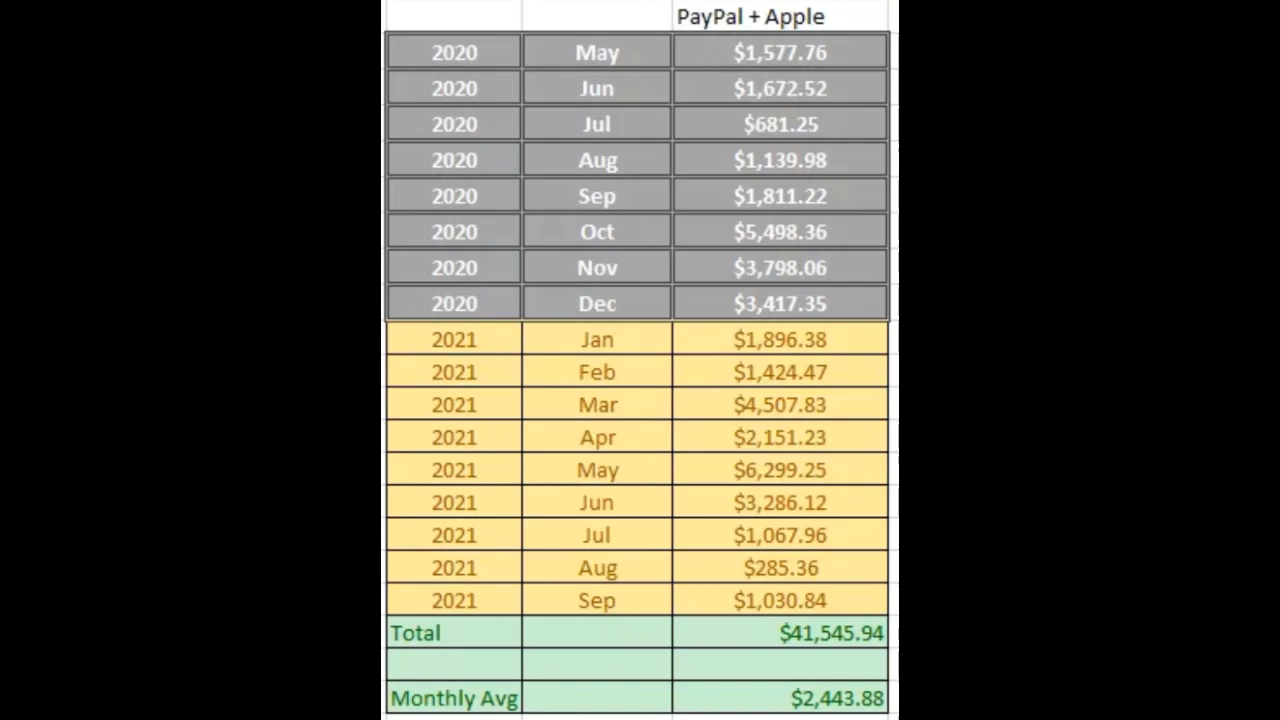 PayPal + Apple
2020 May $1,577.76
2020 Jun $1,672.52
2020 Jul $681.25
2020 Aug $1,139.98
2020 Sep $1,811.22
2020 Oct $5,498.36
2020 Nov $3,798.06
2020 Dec $3,417.35
2021 Jan $1,896.38
2021 Feb $1,424.47
2021 Mar $4,507.83
2021 Apr $2,151.23
2021 May $6,299.25
2021 Jun $3,286.12
2021 Jul $1,067.96
2021 Aug $285.36
2021 Sep $1,030.84
Total $41,545.94
Monthly Avg $2,443.88